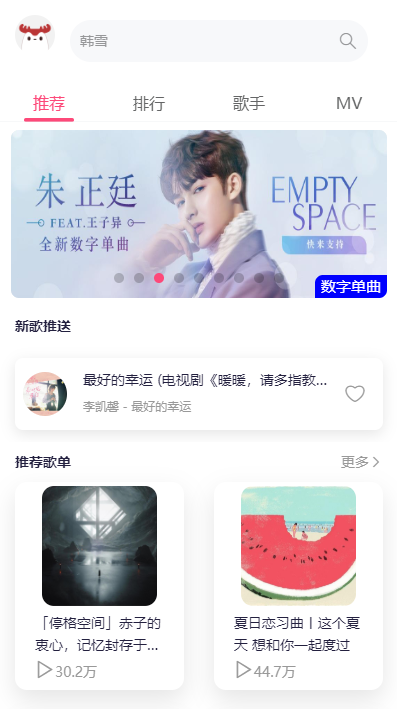 韩雪
推荐 排行 歌手 MV
朱 正廷
FEAT.王子异
全新数字单曲
EMPTY
SPACE
快来支持
数字单曲
新歌推送
最好的幸运 (电视剧《暖暖，请多指教...
李凯馨 - 最好的幸运
推荐歌单
更多
「停格空间」赤子的
衷心，记忆封存于...
30.2万
夏日恋习曲丨这个夏
天 想和你一起度过
44.7万